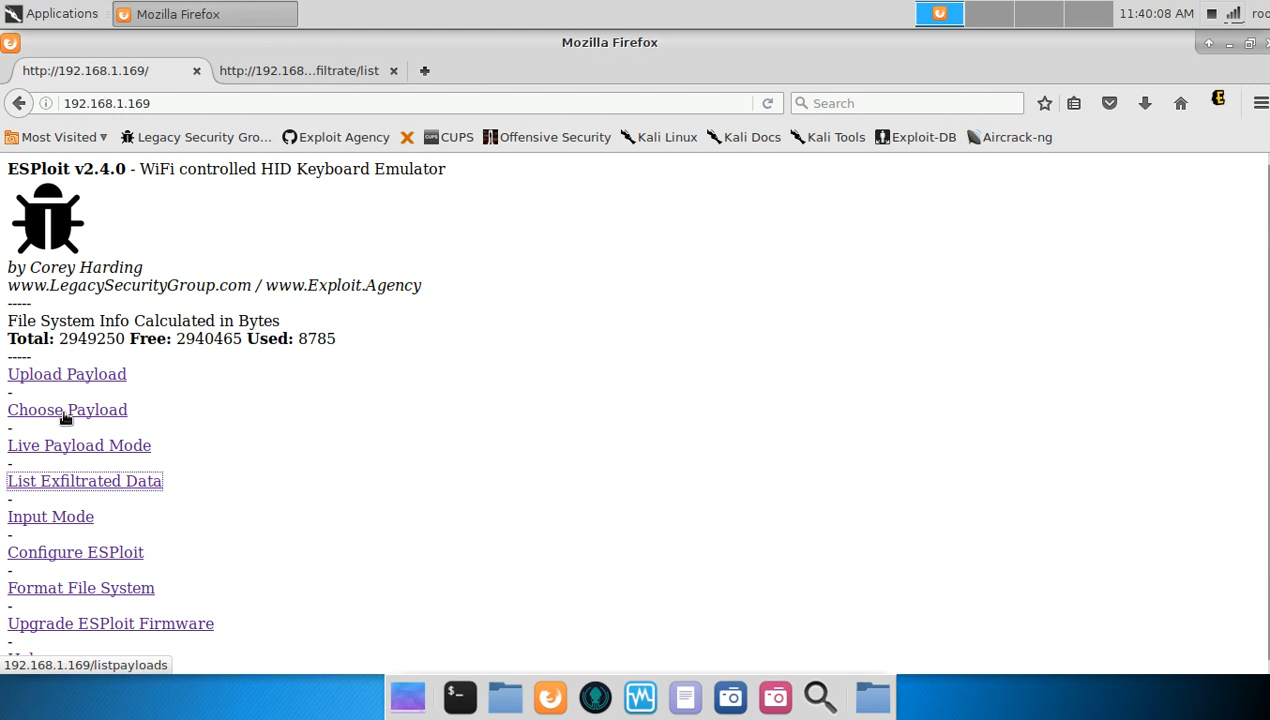 Applications
Mozilla Firefox
11:40:08 AM
Mozilla Firefox
http://192.168.1.169/
http://192.168...filtrate/list
192.168.1.169
Search
Most Visited
Legacy Security Gro...
Exploit Agency
CUPS
CUPS
Offensive Security
Kali Linux
Kali Docs
Kali Tools
Exploit-DB
Aircrack-ng
ESPloit v2.4.0 - WiFi controlled HID Keyboard Emulator
by Corey Harding
www.LegacySecurityGroup.com / www.Exploit.Agency
-----
File System Info Calculated in Bytes
Total: 2949250 Free: 2940465 Used: 8785
-----
Upload Payload
-
Choose Payload
-
Live Payload Mode
-
List Exfiltrated Data
-
Input Mode
-
Configure ESPloit
-
Format File System
-
Upgrade ESPloit Firmware
-
192.168.1.169/listpayloads